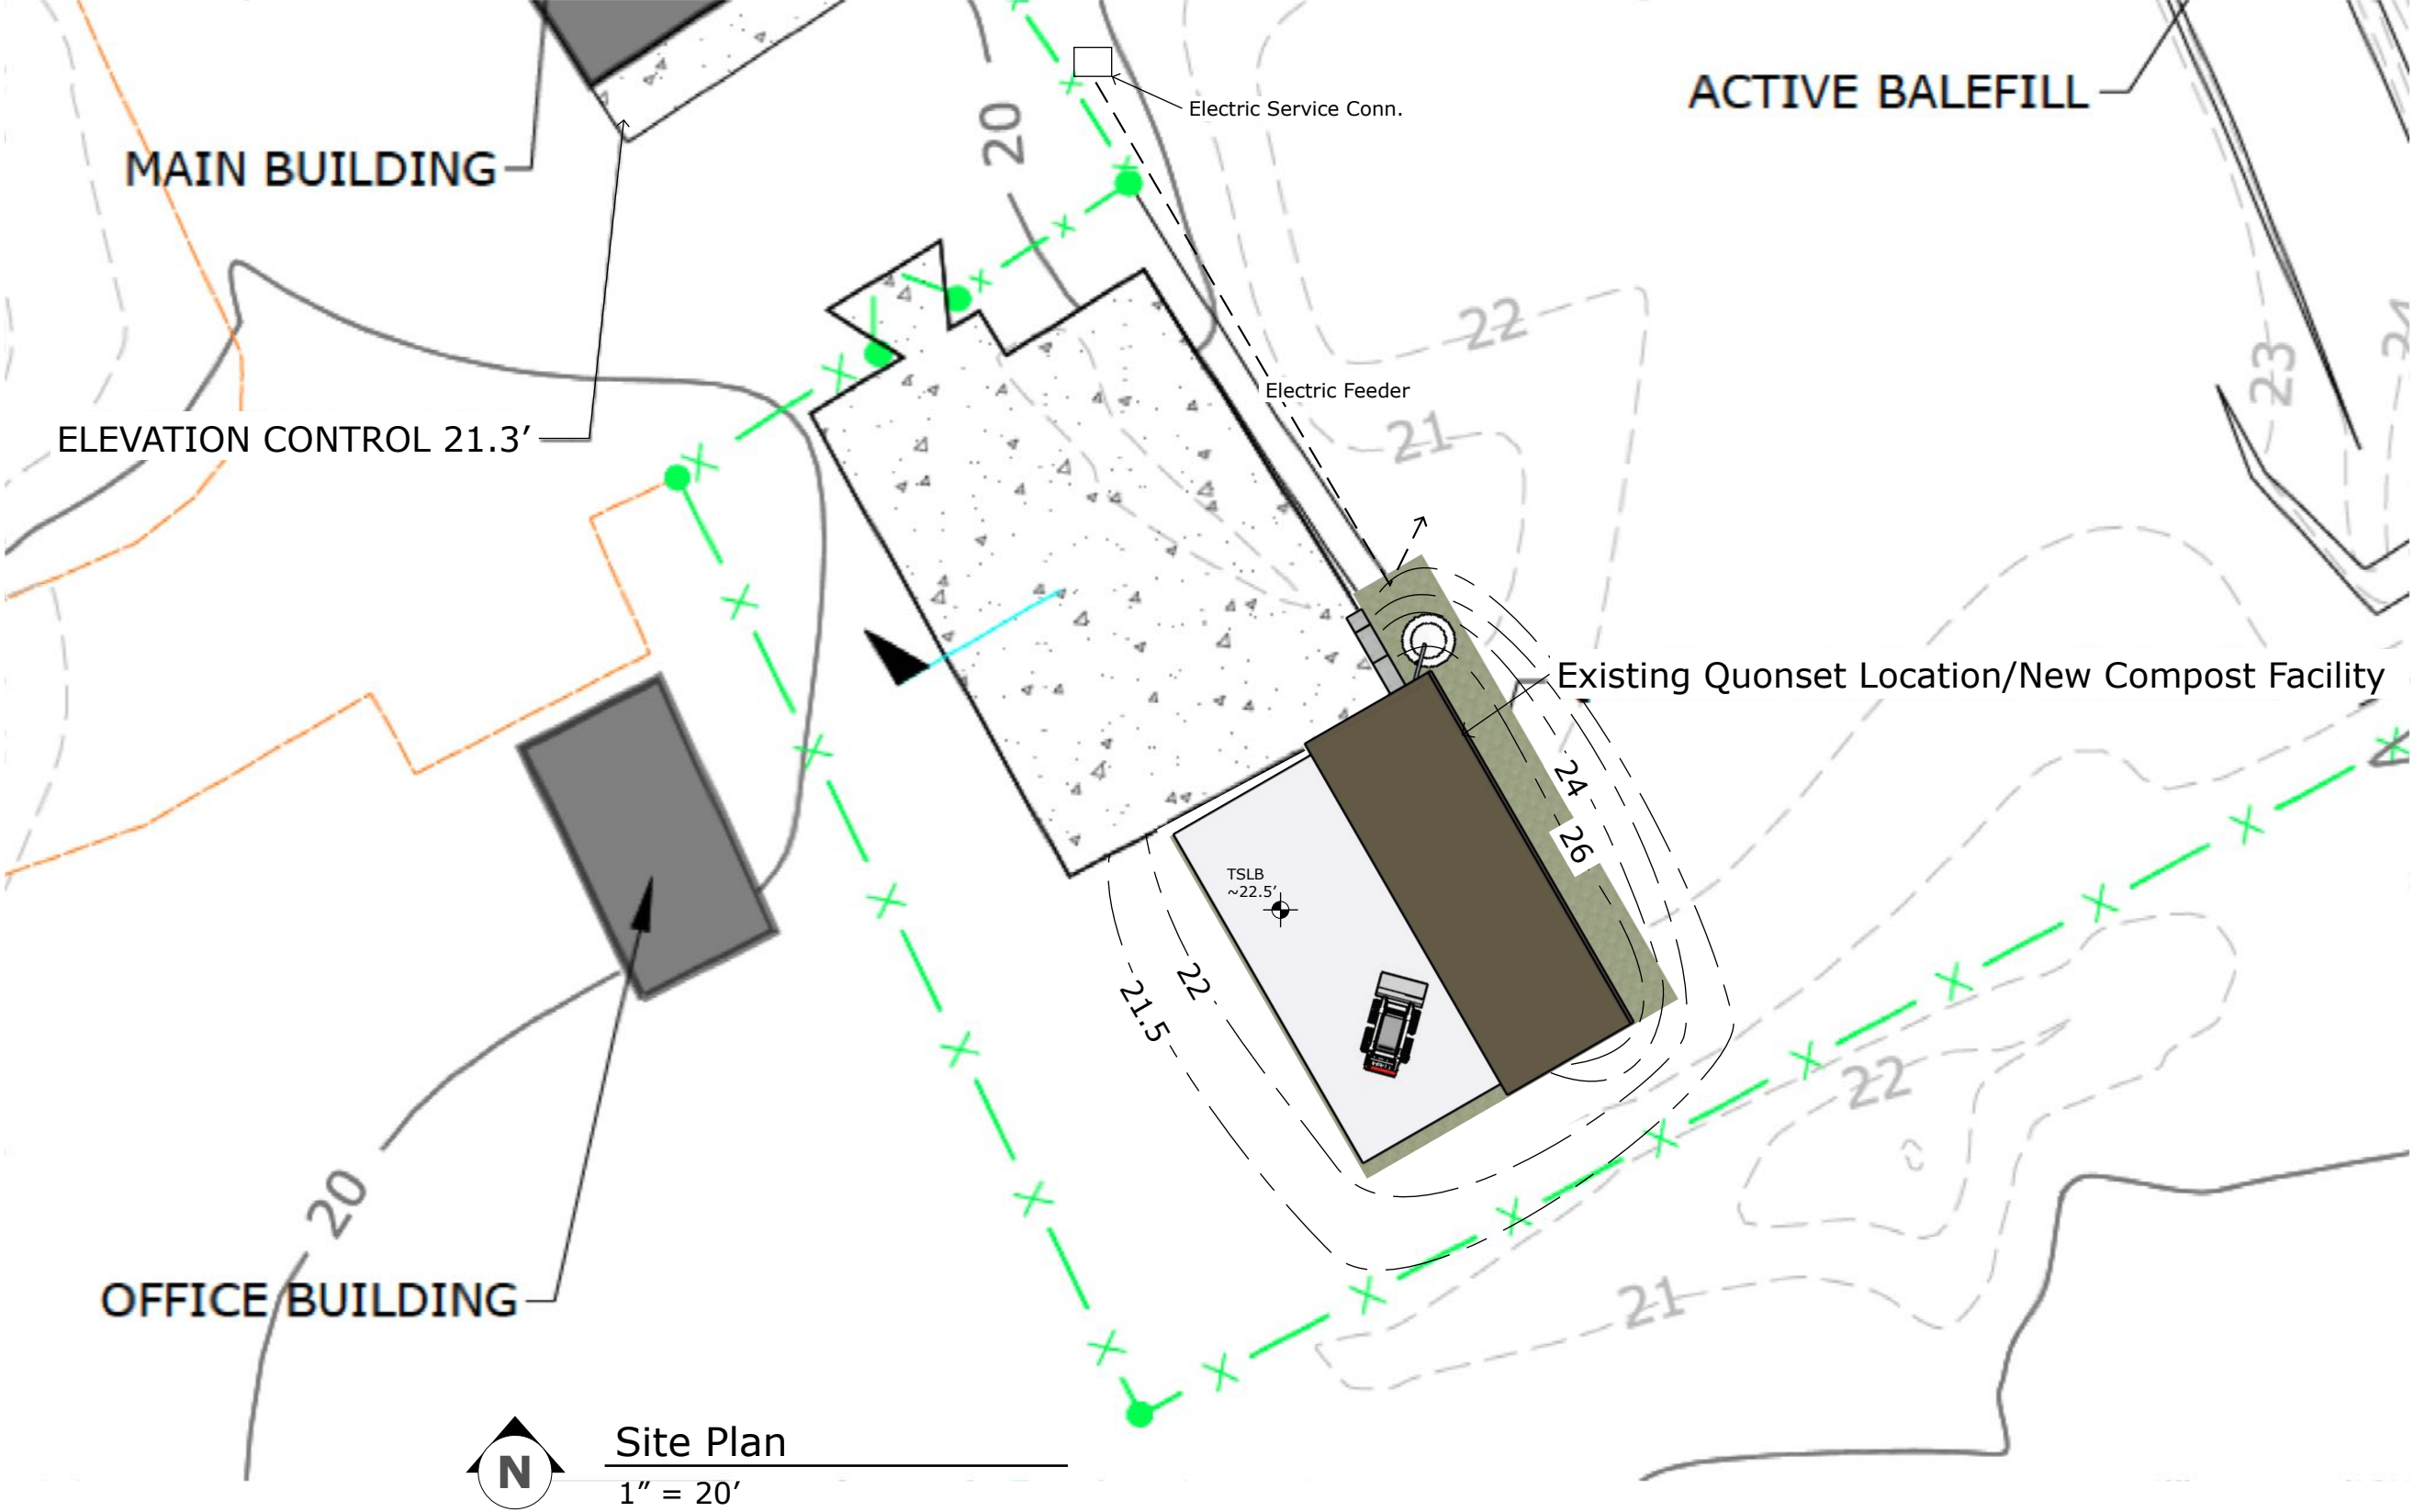 ACTIVE BALEFILL
Electric Service Conn.
20
MAIN BUILDING
22
23
Electric Feeder
21
ELEVATION CONTROL 21.3’
Existing Quonset Location/New Compost Facility
24
26
TSLB
~22.5’
22
21.5
22
20
21
OFFICE BUILDING
N
Site Plan
1” = 20’